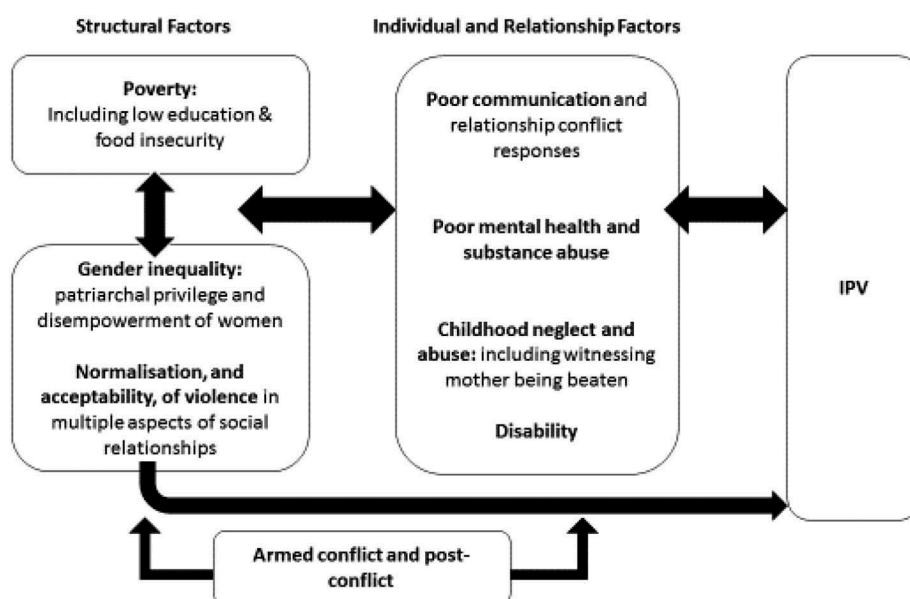 Structural Factors
Individual and Relationship Factors
Poverty:
Including low education &
food insecurity
Gender inequality:
patriarchal privilege and
disempowerment of women
Normalisation, and
acceptability, of violence in
multiple aspects of social
relationships
Poor communication and
relationship conflict
responses
Poor mental health and
substance abuse
Childhood neglect and
abuse: including witnessing
mother being beaten
Disability
IPV
Armed conflict and post-
conflict